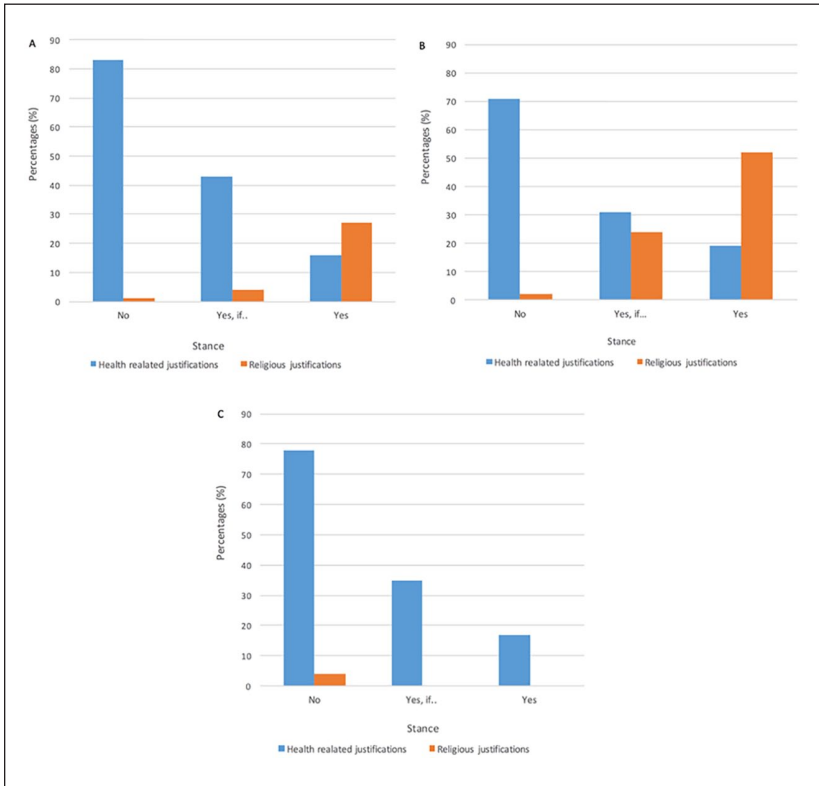 A
90
80
70
60
50
40
30
20
10
0
Percentages (%)
No
Yes, if..
Yes
Stance
Health realated justifications
Religious justifications
B
90
80
70
60
50
40
30
20
10
0
Percentages (%)
No
Yes, if...
Yes
Stance
Health realated justifications
Religious justifications
C
90
80
70
60
50
40
30
20
10
0
Percentages (%)
No
Yes, if..
Yes
Stance
Health realated justifications
Religious justifications